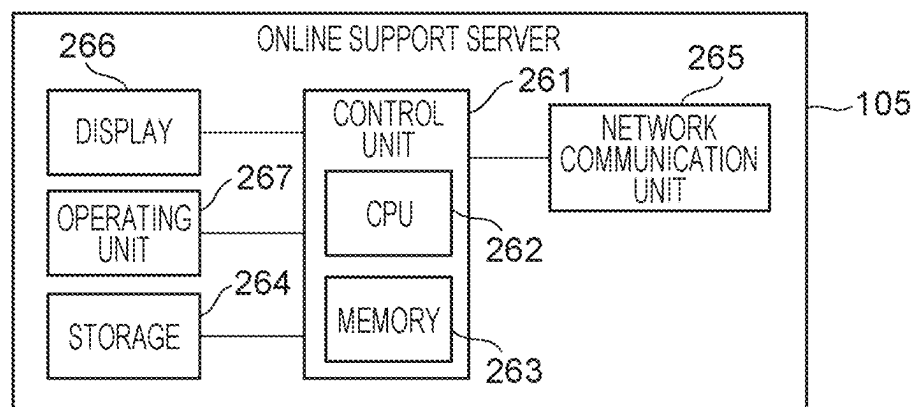 ONLINE SUPPORT SERVER
266
261
265
105
DISPLAY
CONTROL
UNIT
NETWORK
COMMUNICATION
UNIT
267
OPERATING
UNIT
CPU
262
264
STORAGE
MEMORY
263